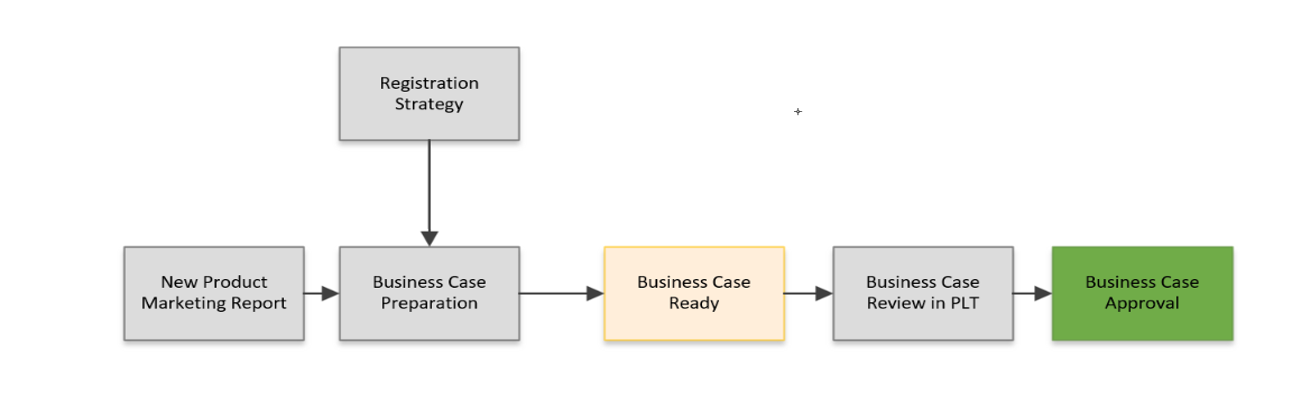 Registration
Strategy
New Product
Marketing Report
Business Case
Preparation
Business Case
Ready
Business Case
Review in PLT
Business Case
Approval